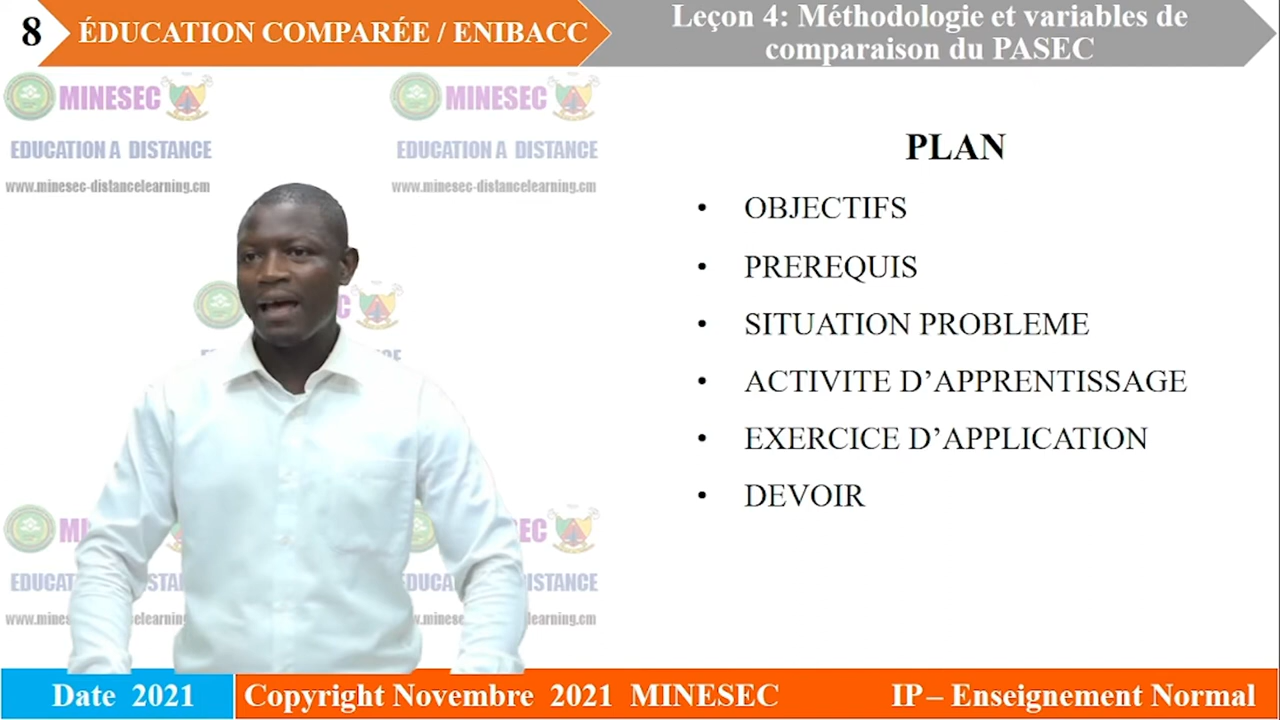 8
ÉDUCATION COMPARÉE / ENIBACC
Leçon 4: Méthodologie et variables de
comparaison du PASEC
MINESEC
EDUCATION A DISTANCE
www.minesec-distancelearning.cm
MINESEC
EDUCATION A DISTANCE
www.minesec-distancelearning.cm
PLAN
• OBJECTIFS
• PREREQUIS
• SITUATION PROBLEME
• ACTIVITE D’APPRENTISSAGE
• EXERCICE D’APPLICATION
• DEVOIR
Date 2021
Copyright Novembre 2021 MINESEC
IP – Enseignement Normal